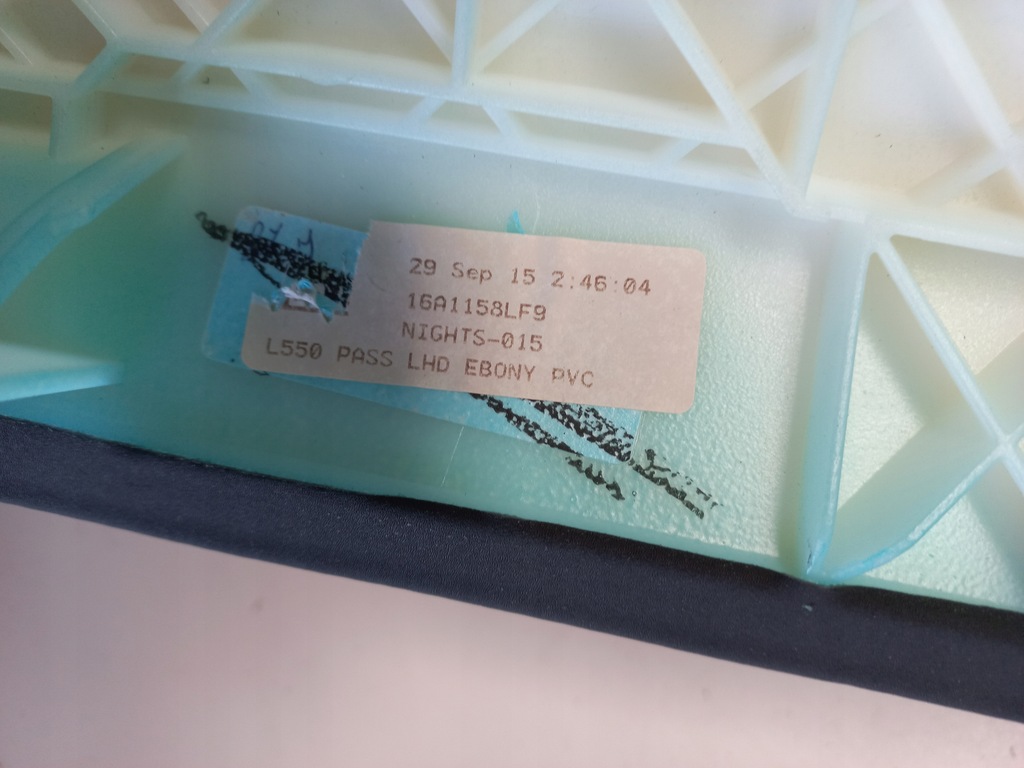 29 Sep 15 2:46:04
16A1158LF9
NIGHTS-015
L550 PASS LHD EBONY PVC